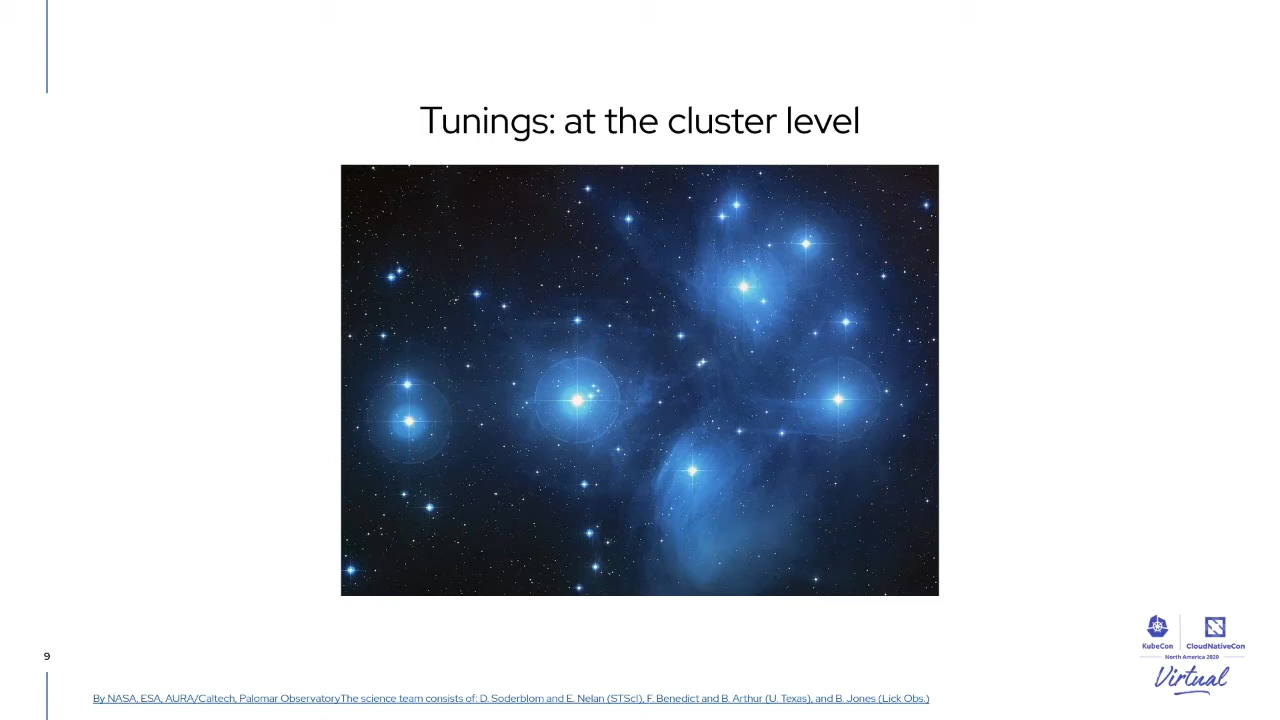 Tunings: at the cluster level
9
KubeCon
CloudNativeCon
North America 2020
Virtual
By NASA, ESA, AURA/Caltech, Palomar ObservatoryThe science team consists of: D. Soderblom and E. Nelan (STScI), F. Benedict and B. Arthur (U. Texas), and B. Jones (Lick Obs.)